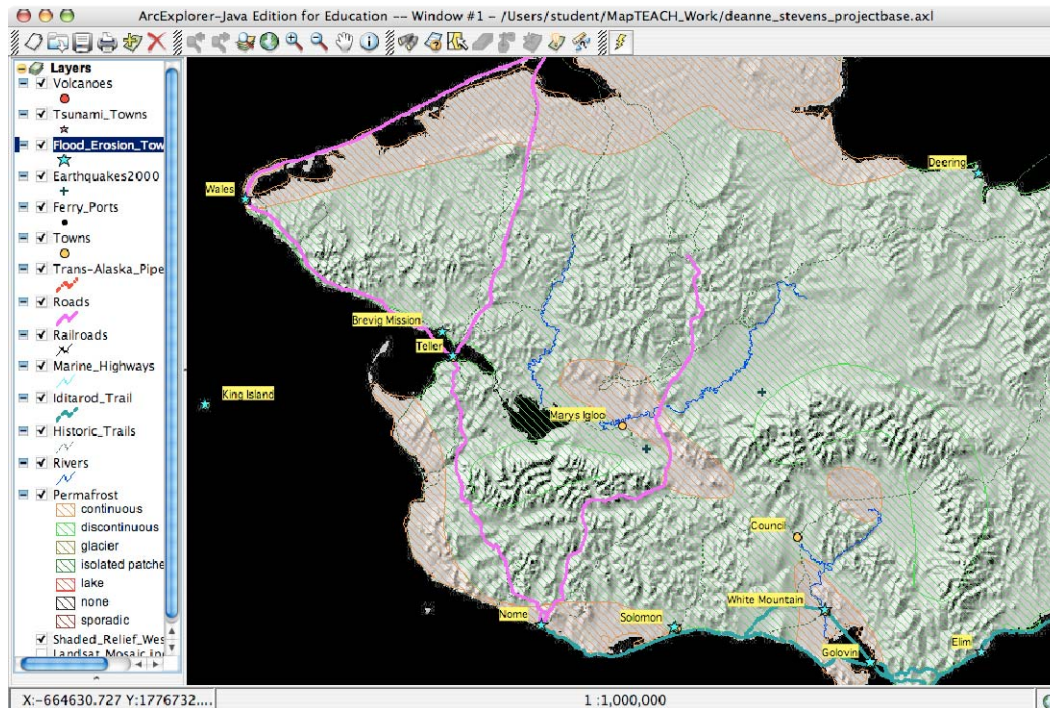 ArcExplorer-Java Edition for Education -- Window #1 - /Users/student/MapTEACH_Work/deanne_stevens_projectbase.axl
Layers
Volcanoes
Tsunami_Towns
Flood_Erosion_Tow
Earthquakes2000
Ferry_Ports
Towns
Trans-Alaska_Pipe
Roads
Railroads
Marine_Highways
Iditarod_Trail
Historic_Trails
Rivers
Permafrost
continuous
discontinuous
glacier
isolated patche
lake
none
sporadic
Shaded_Relief_Wes
Landsat_Mosaic
Deering
Wales
Brevig Mission
Teller
King Island
Marys Igloo
Council
White Mountain
Nome
Solomon
Golovin
Elim
X:-664630.727 Y:1776732....
1 :1,000,000